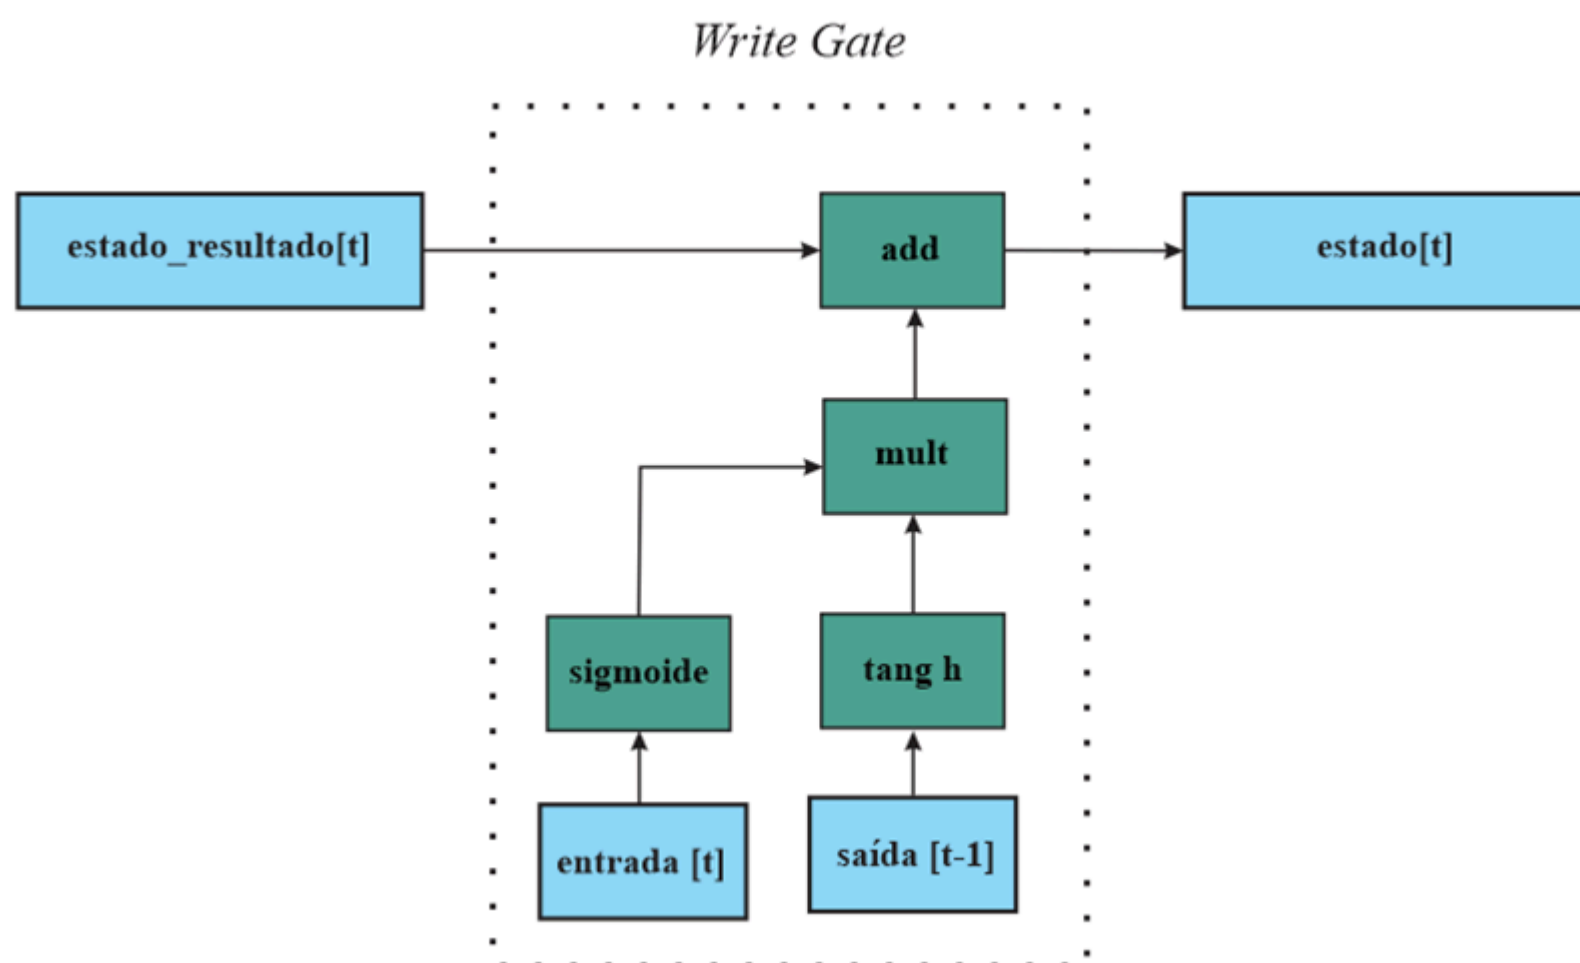 Write Gate
estado_resultado[t]
add
estado[t]
mult
sigmoide
tang h
entrada [t]
saída [t-1]